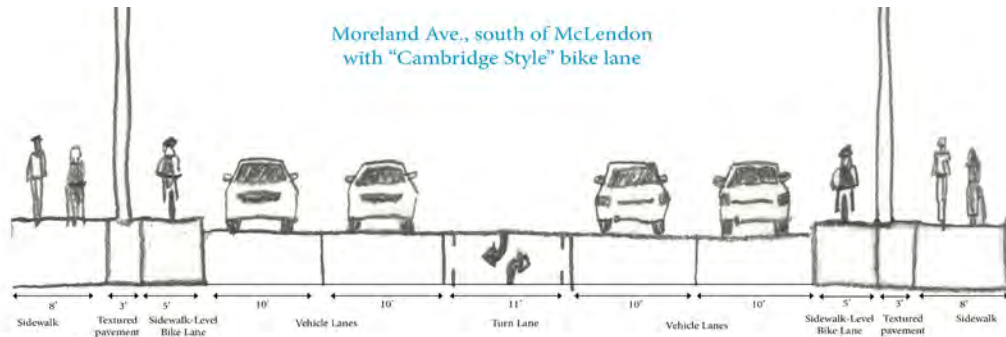 Moreland Ave., south of McLendon
with “Cambridge Style” bike lane
8'
3'
5'
10'
10'
11'
10'
10'
5'
3'
8'
Sidewalk
Textured
pavement
Sidewalk-Level
Bike Lane
Vehicle Lanes
Turn Lane
Vehicle Lanes
Sidewalk-Level
Bike Lane
Textured
pavement
Sidewalk